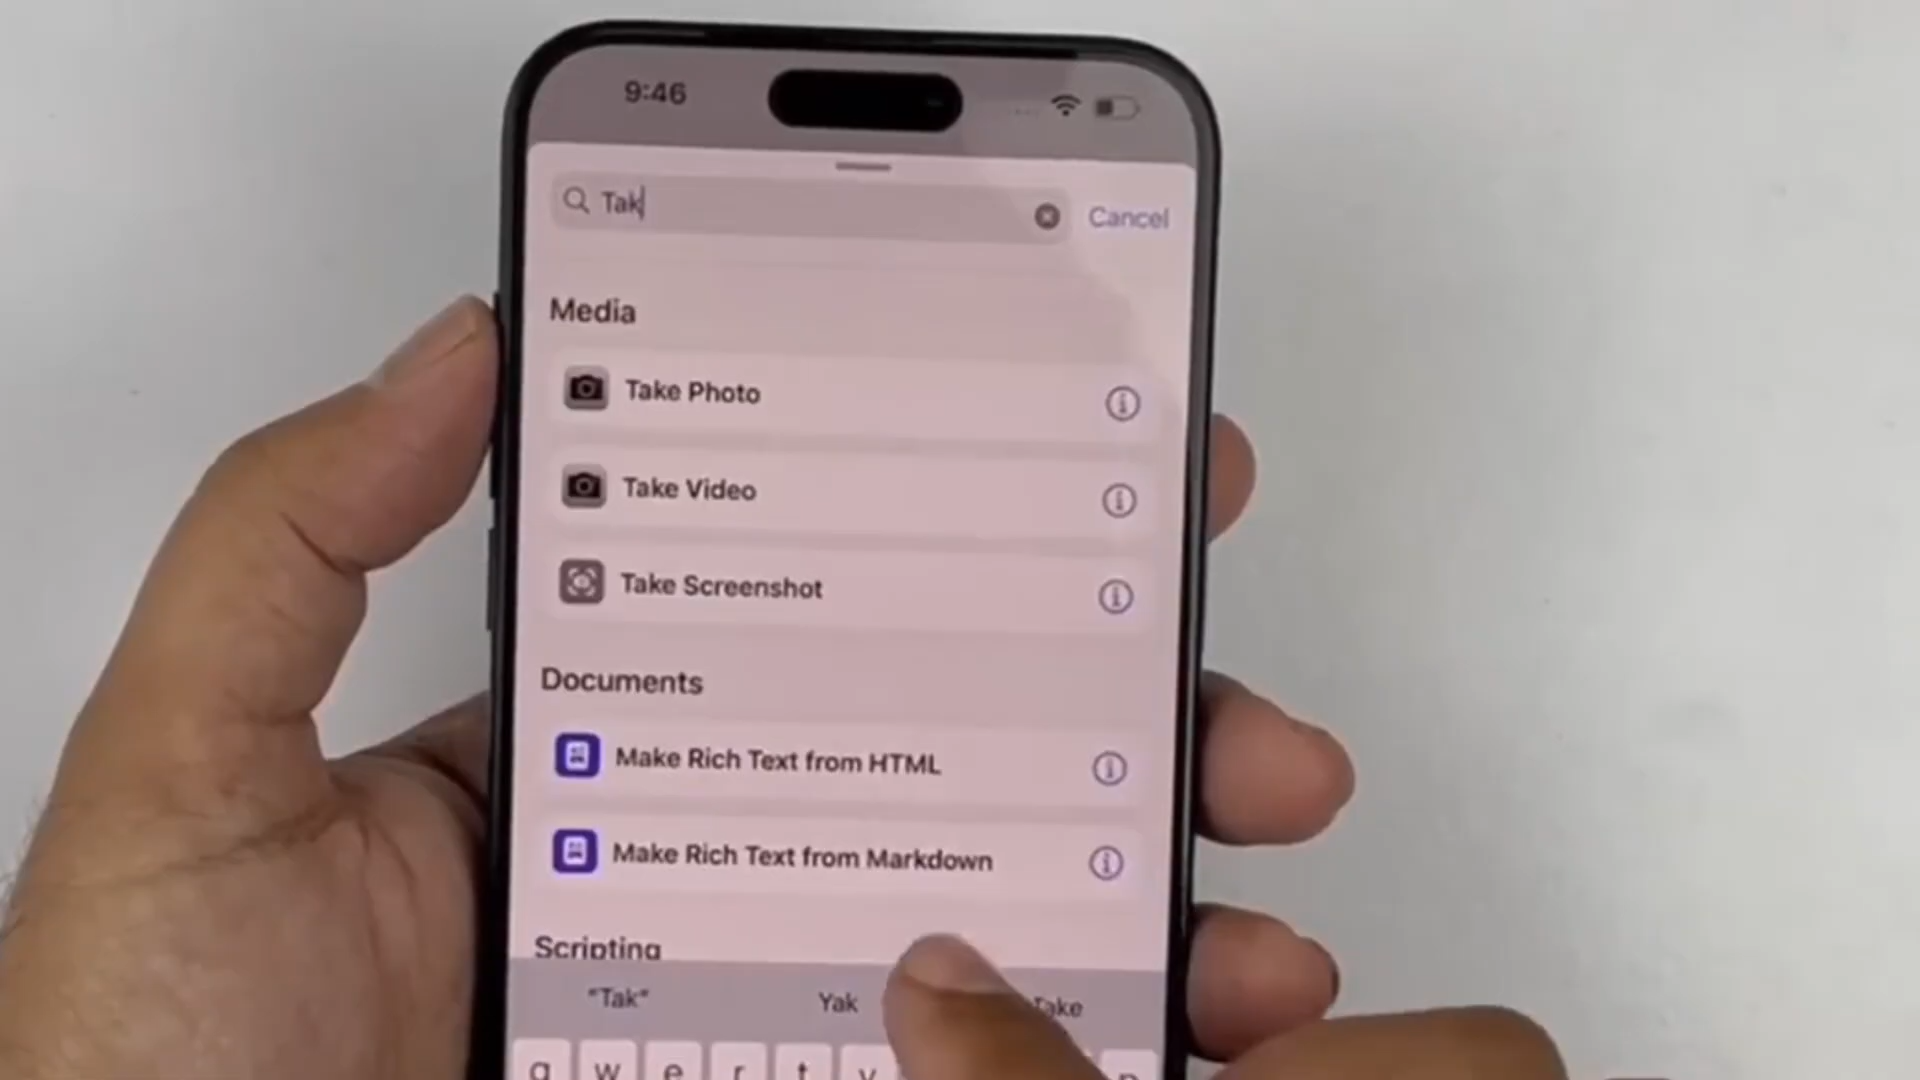 9:46
Tak
Cancel
Media
Take Photo
Take Video
Take Screenshot
Documents
Make Rich Text from HTML
Make Rich Text from Markdown
Scripting
"Tak" Yak Take
q w e r t y p